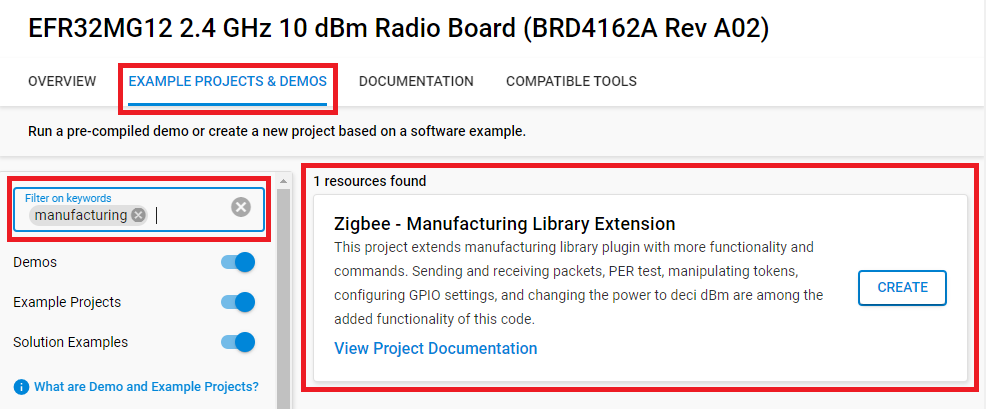 EFR32MG12 2.4 GHz 10 dBm Radio Board (BRD4162A Rev A02)
OVERVIEW EXAMPLE PROJECTS & DEMOS DOCUMENTATION COMPATIBLE TOOLS
Run a pre-compiled demo or create a new project based on a software example.
Filter on keywords
manufacturing
Demos
Example Projects
Solution Examples
What are Demo and Example Projects?
1 resources found
Zigbee - Manufacturing Library Extension
This project extends manufacturing library plugin with more functionality and
commands. Sending and receiving packets, PER test, manipulating tokens,
configuring GPIO settings, and changing the power to deci dBm are among the
added functionality of this code.
View Project Documentation
CREATE